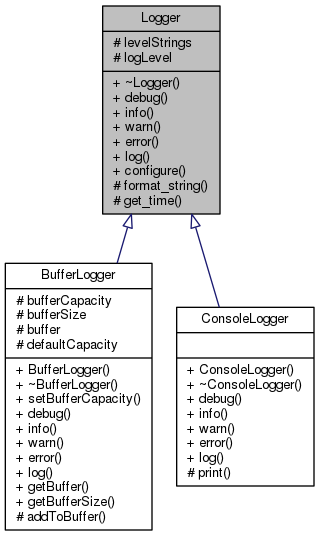 Logger
# levelStrings
# logLevel
+ ~Logger()
+ debug()
+ info()
+ warn()
+ error()
+ log()
+ configure()
# format_string()
# get_time()
BufferLogger
# bufferCapacity
# bufferSize
# buffer
# defaultCapacity
+ BufferLogger()
+ ~BufferLogger()
+ setBufferCapacity()
+ debug()
+ info()
+ warn()
+ error()
+ log()
+ getBuffer()
+ getBufferSize()
# addToBuffer()
ConsoleLogger
+ ConsoleLogger()
+ ~ConsoleLogger()
+ debug()
+ info()
+ warn()
+ error()
+ log()
# print()